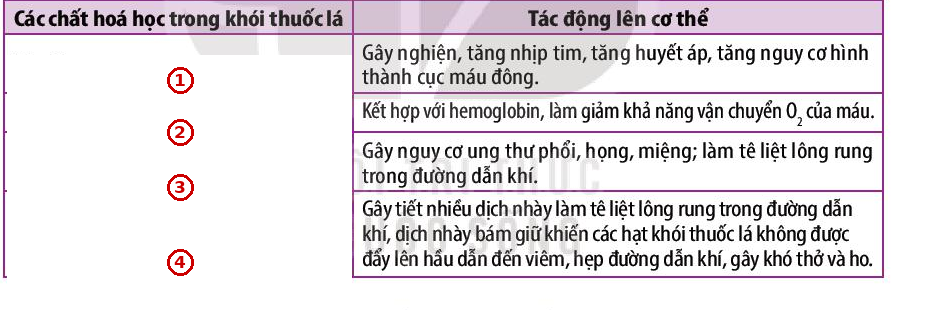 Các chất hoá học trong khói thuốc lá
Tác động lên cơ thể
1
Gây nghiện, tăng nhịp tim, tăng huyết áp, tăng nguy cơ hình
thành cục máu đông.
2
Kết hợp với hemoglobin, làm giảm khả năng vận chuyển O₂ của máu.
3
Gây nguy cơ ung thư phổi, họng, miệng; làm tê liệt lông rung
trong đường dẫn khí.
4
Gây tiết nhiều dịch nhày làm tê liệt lông rung trong đường dẫn
khí, dịch nhày bám giữ khiến các hạt khói thuốc lá không được
đẩy lên hầu dẫn đến viêm, hẹp đường dẫn khí, gây khó thở và ho.